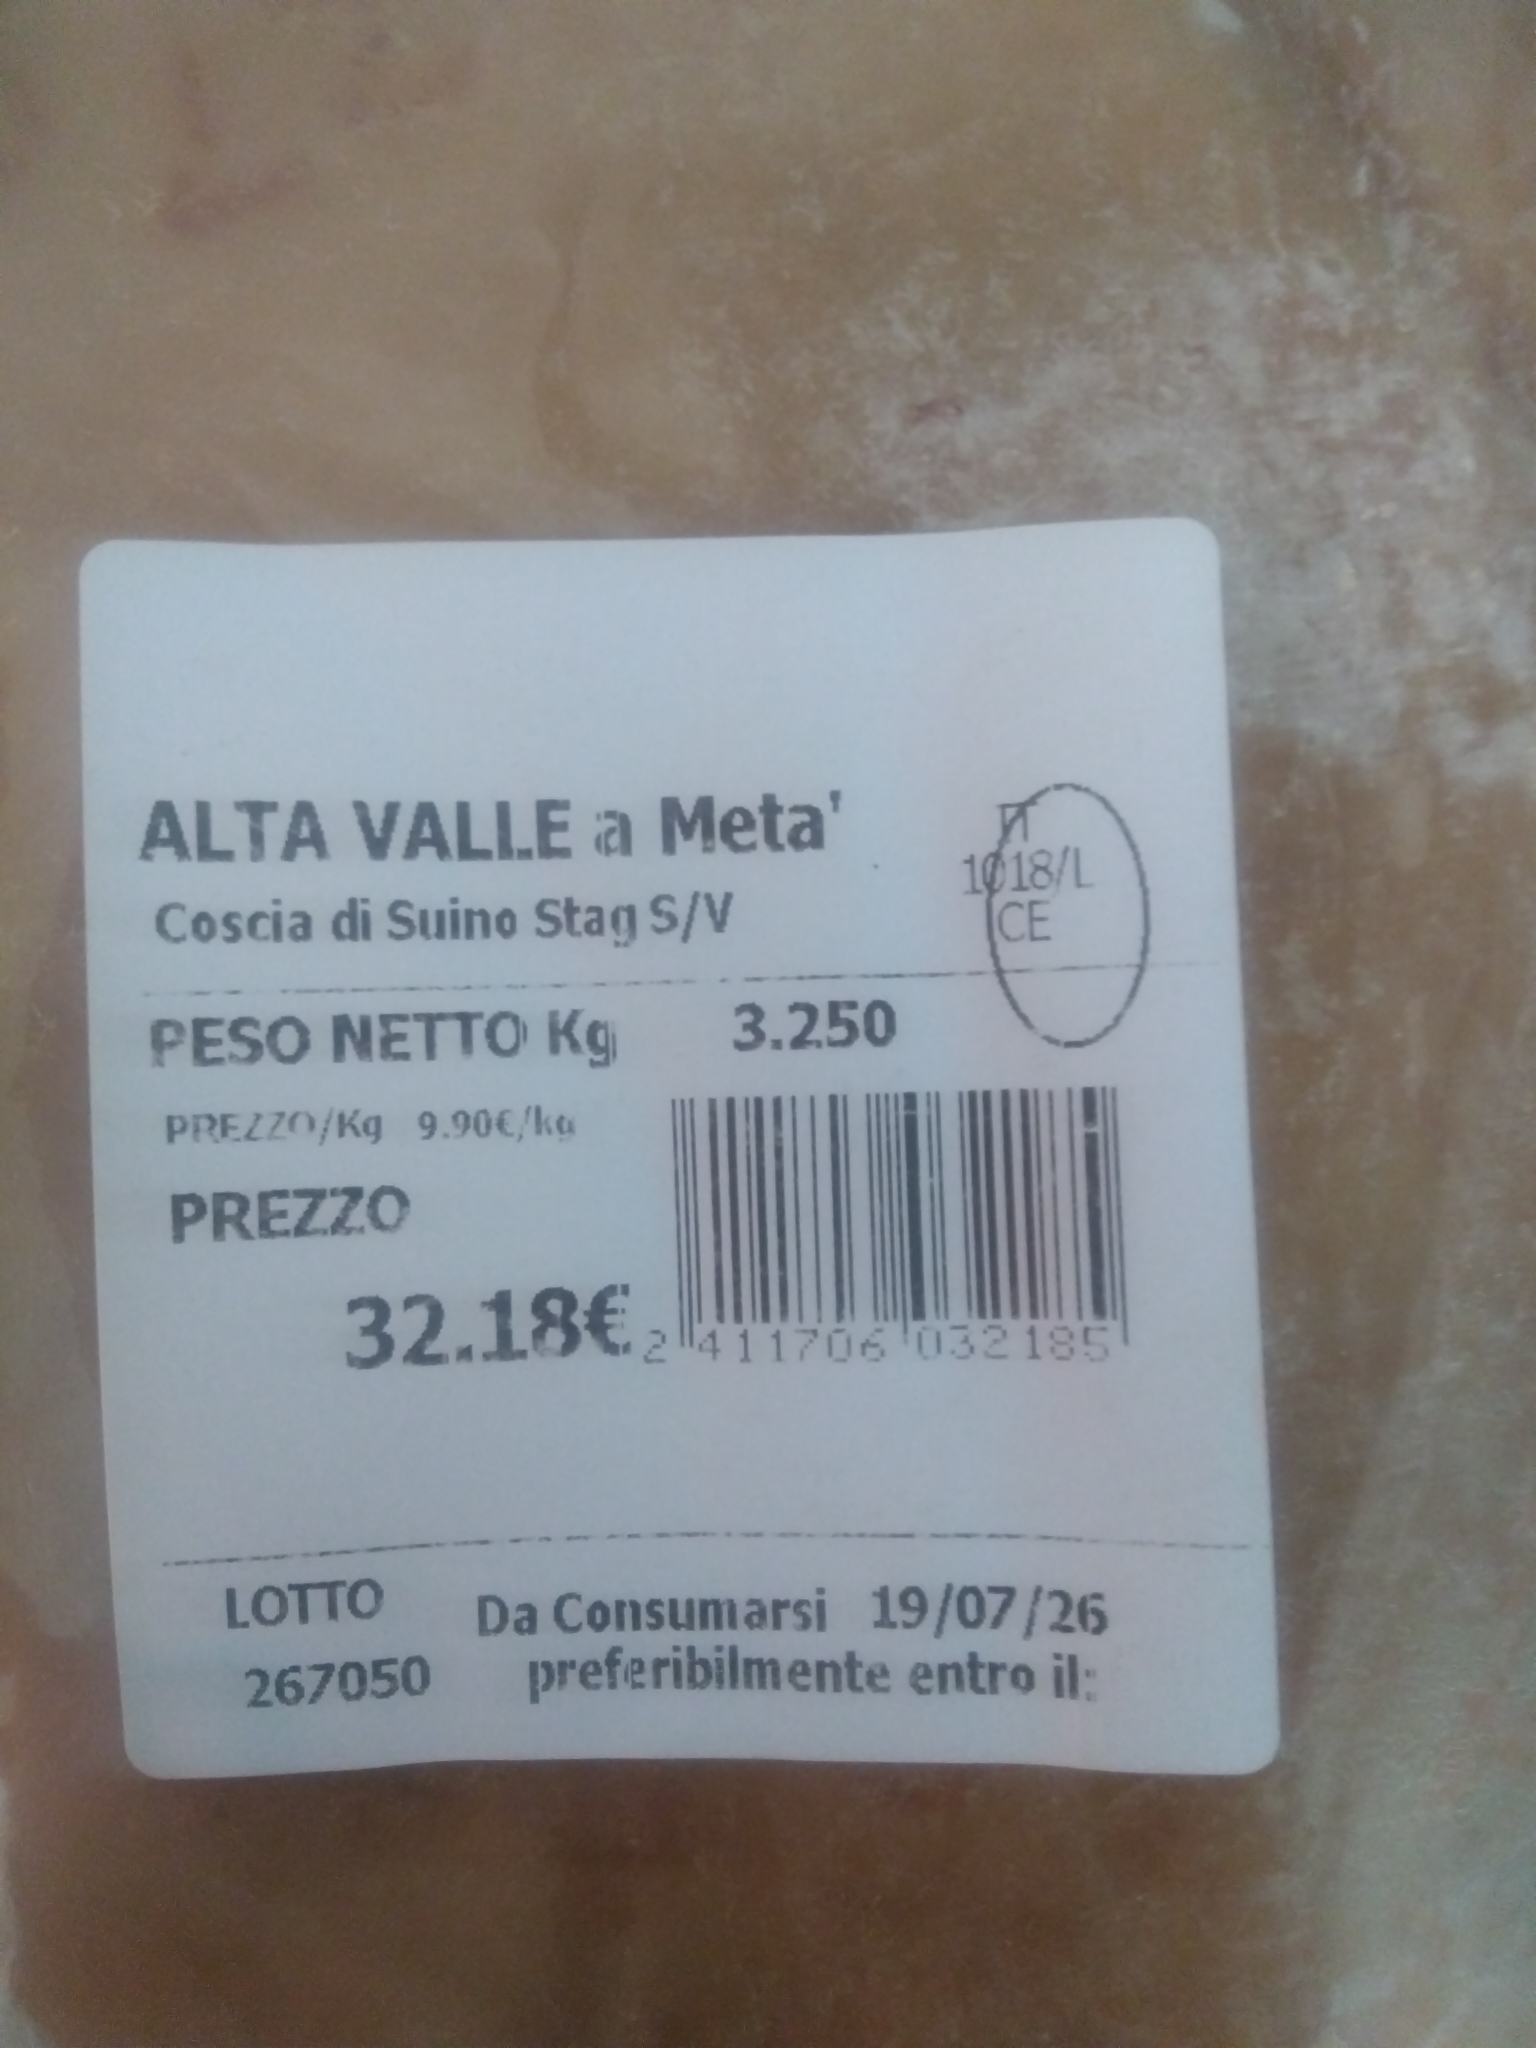 ALTA VALLE a Meta'
Coscia di Suino Stag S/V
IT
1018/L
CE
PESO NETTO Kg 3.250
PREZZO/Kg 9.90€/kg
PREZZO
32.18€
2 411706 032185
LOTTO
267050
Da Consumarsi 19/07/26
preferibilmente entro il: